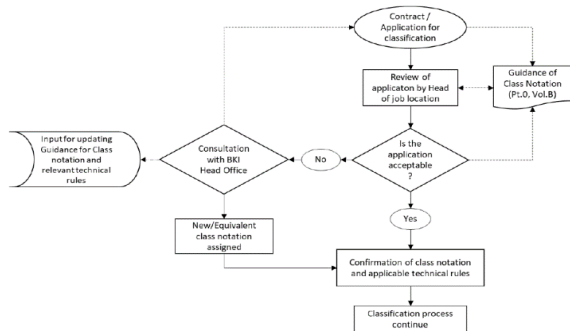 Contract /
Application for
classification
Review of
applicaton by Head
of job location
Guidance of
Class Notation
(Pt.0, Vol.B)
Input for updating
Guidance for Class
notation and
relevant technical
rules
Consultation
with BKI
Head Office
No
Is the
application
acceptable
?
Yes
New/Equivalent
class notation
assigned
Confirmation of class notation
and applicable technical rules
Classification process
continue